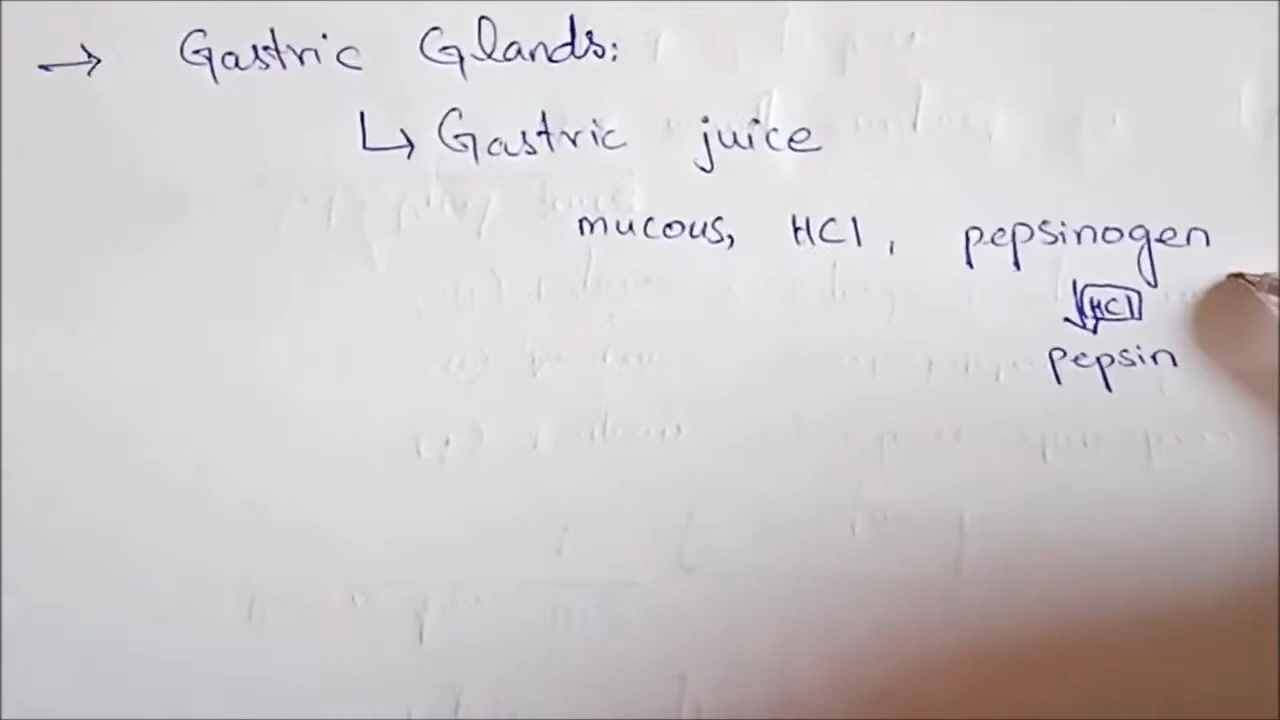 → Gastric Glands:
↳ Gastric juice
mucous, HCl, pepsinogen
↓ HCl
pepsin